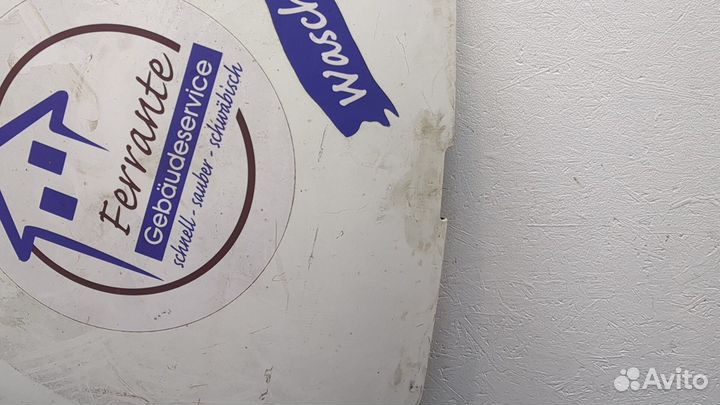 Ferrante
Gebäudeservice
schnell - sauber - schwäbisch
Wasch
Avito